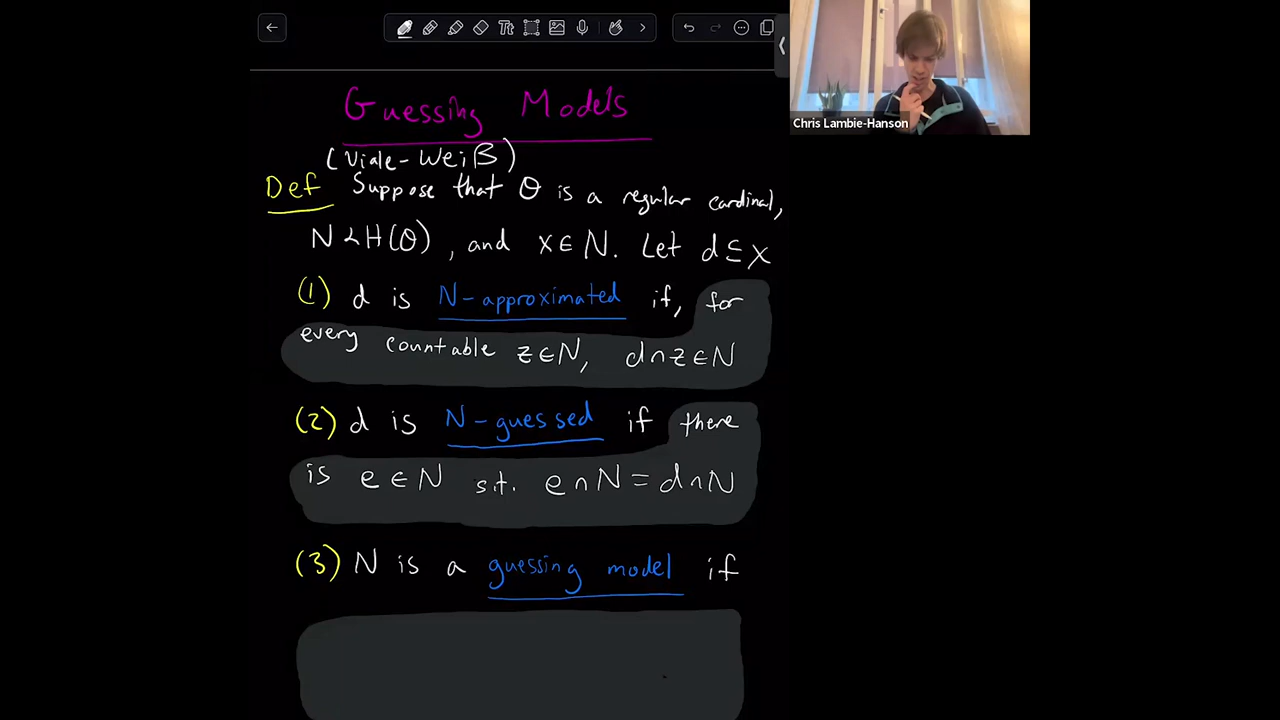 Chris Lambie-Hanson
Guessing Models
(Viale-Weiß)
Def Suppose that θ is a regular cardinal,
N≺H(θ), and x∈N. Let d⊆x
(1) d is N-approximated if, for
every countable z∈N, d∩z∈N
(2) d is N-guessed if there
is e∈N s.t. e∩N=d∩N
(3) N is a guessing model if